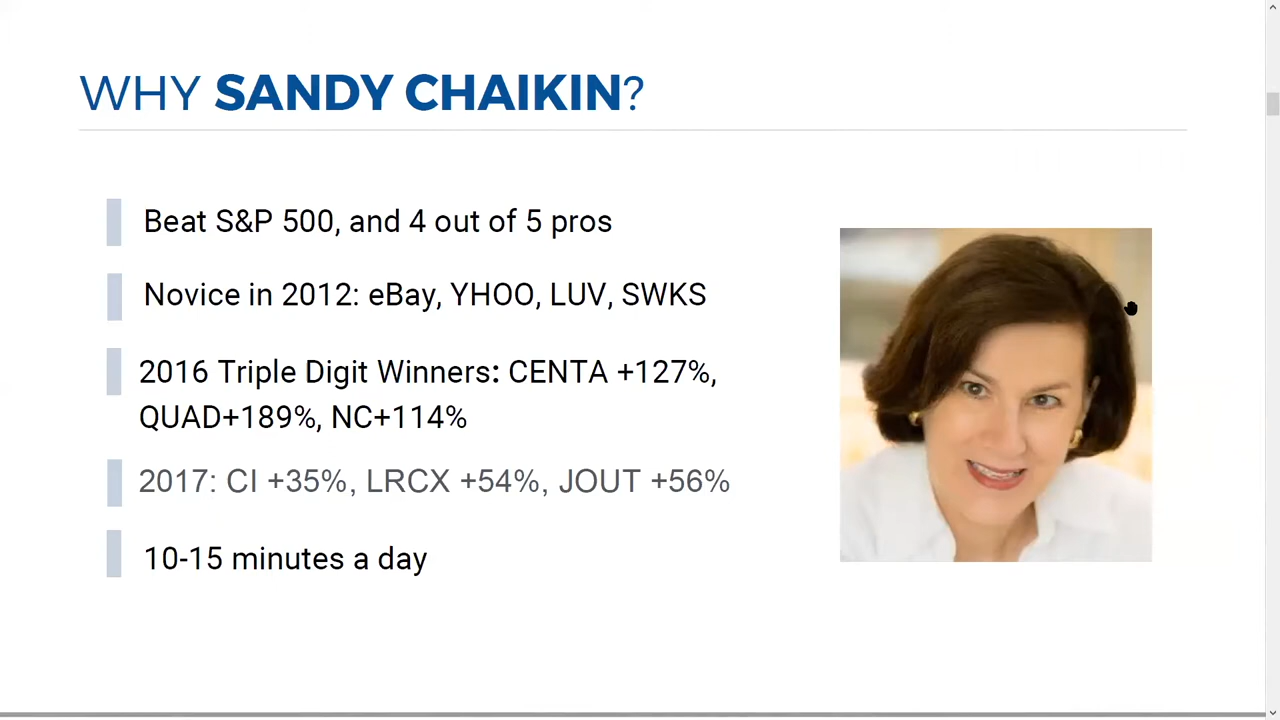 WHY SANDY CHAIKIN?
Beat S&P 500, and 4 out of 5 pros
Novice in 2012: eBay, YHOO, LUV, SWKS
2016 Triple Digit Winners: CENTA +127%,
QUAD+189%, NC+114%
2017: CI +35%, LRCX +54%, JOUT +56%
10-15 minutes a day